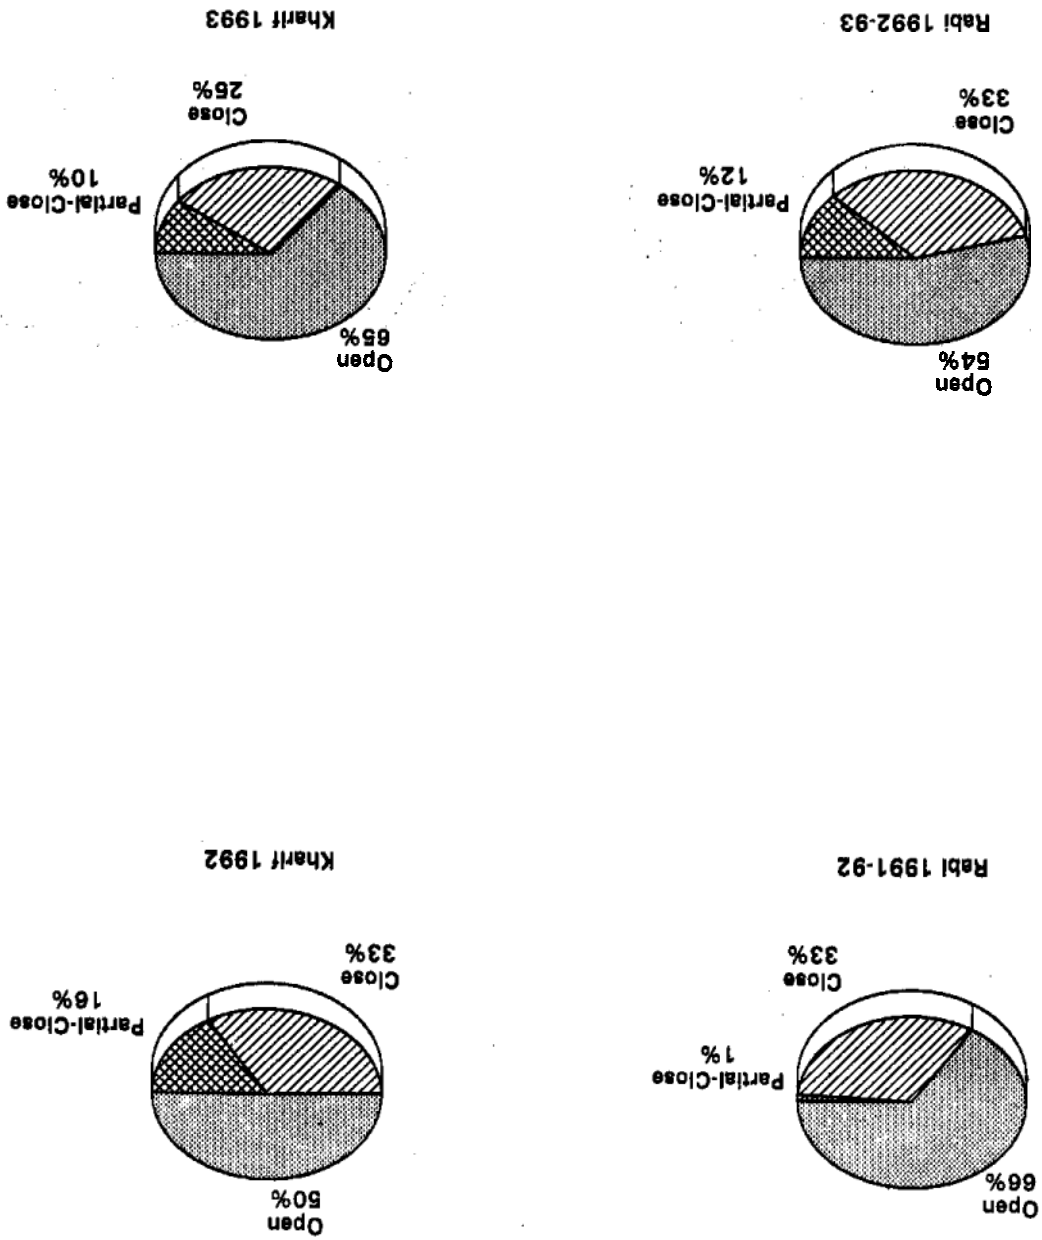 Open
66%
Partial-Close
1%
Close
33%
Rabi 1991-92
Open
50%
Partial-Close
16%
Close
33%
Kharif 1992
Open
54%
Partial-Close
12%
Close
33%
Rabi 1992-93
Open
65%
Partial-Close
10%
Close
25%
Kharif 1993